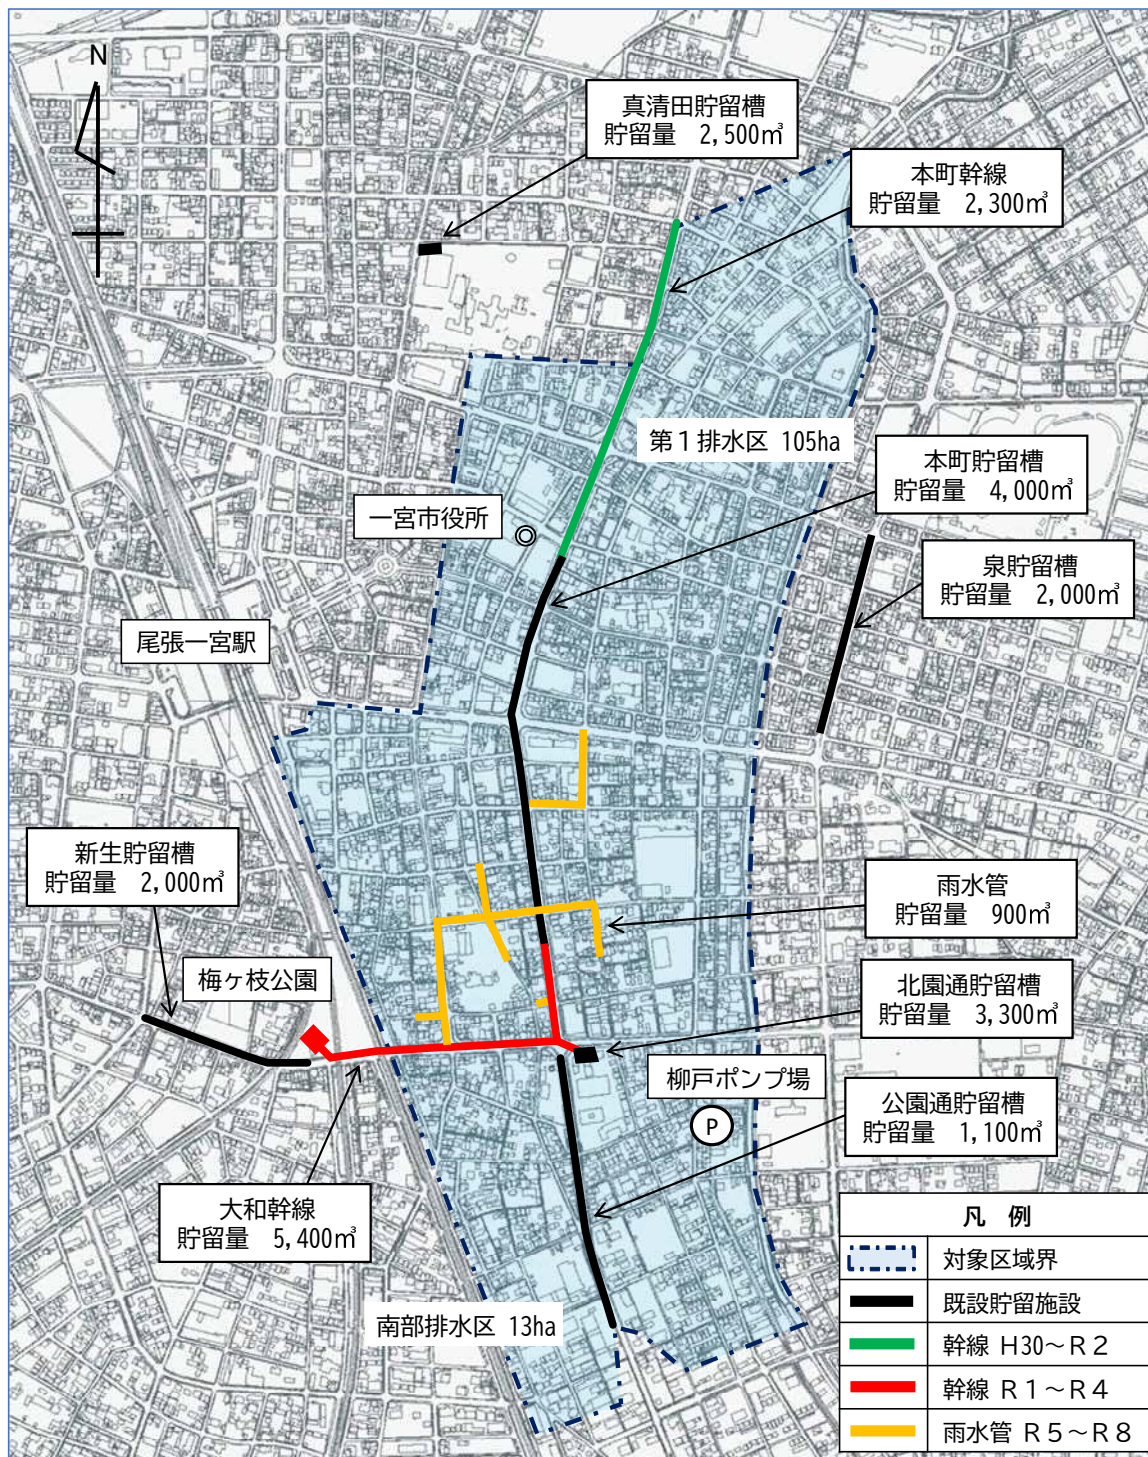 N
真清田貯留槽
貯留量 2,500㎥
本町幹線
貯留量 2,300㎥
第1排水区 105ha
本町貯留槽
貯留量 4,000㎥
一宮市役所
泉貯留槽
貯留量 2,000㎥
尾張一宮駅
新生貯留槽
貯留量 2,000㎥
雨水管
貯留量 900㎥
梅ヶ枝公園
北園通貯留槽
貯留量 3,300㎥
柳戸ポンプ場
P
公園通貯留槽
貯留量 1,100㎥
大和幹線
貯留量 5,400㎥
南部排水区 13ha
凡 例
対象区域界
既設貯留施設
幹線 H30～R2
幹線 R1～R4
雨水管 R5～R8